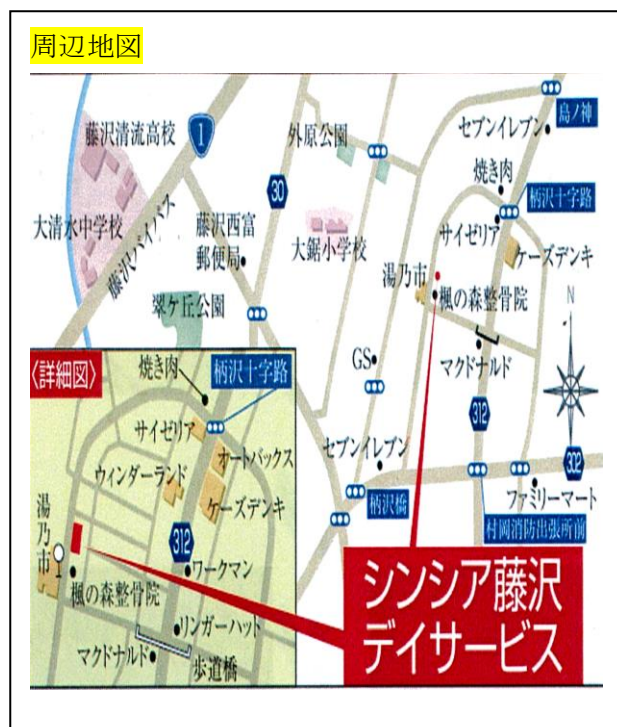 周辺地図
島ノ神
セブンイレブン
藤沢清流高校
1
外原公園
焼き肉
30
柄沢十字路
大清水中学校
藤沢バイパス
藤沢西富
郵便局
大鋸小学校
サイゼリア
ケーズデンキ
湯乃市
楓の森整骨院
翠ケ丘公園
N
マクドナルド
GS
312
セブンイレブン
302
柄沢橋
ファミリーマート
村岡消防出張所前
〈詳細図〉
焼き肉
柄沢十字路
サイゼリア
オートバックス
ウィンダーランド
ケーズデンキ
湯乃市
312
ワークマン
楓の森整骨院
リンガーハット
マクドナルド
歩道橋
シンシア藤沢
デイサービス